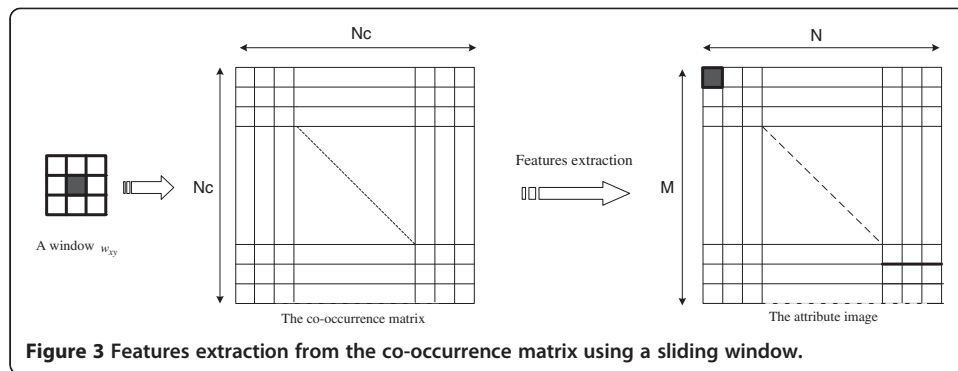 Nc
N
Nc
Features extraction
M
A window w_xy
The co-occurrence matrix
The attribute image
Figure 3 Features extraction from the co-occurrence matrix using a sliding window.